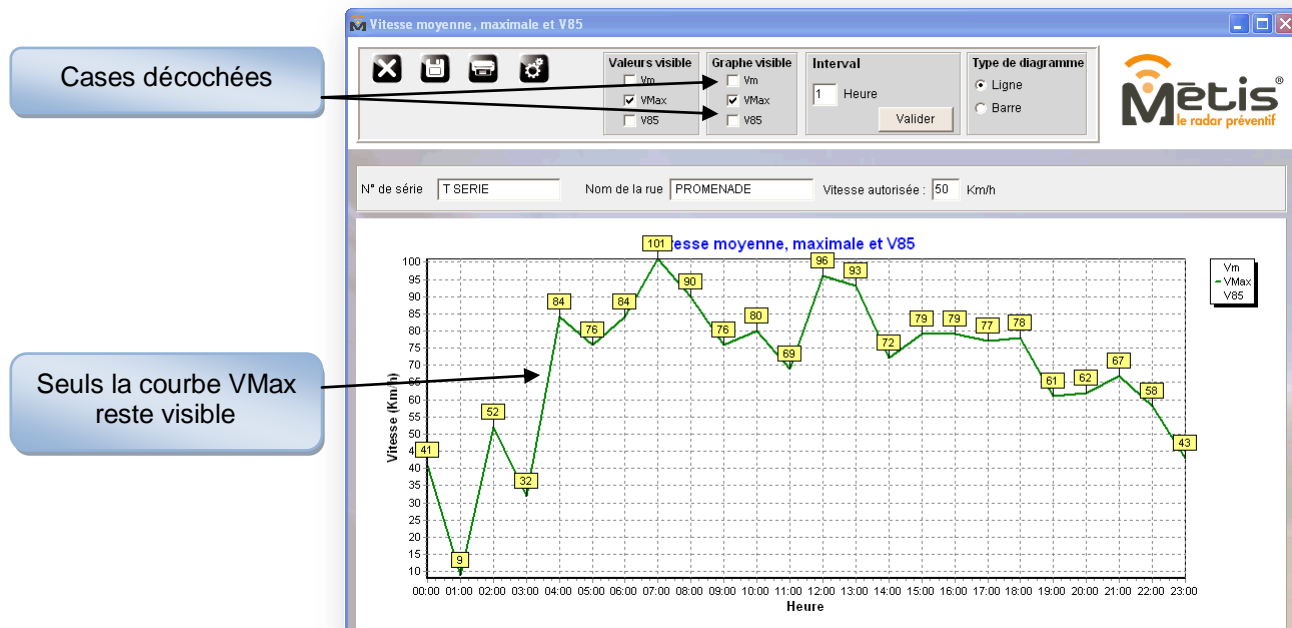 Vitesse moyenne, maximale et V85
Cases décochées
Valeurs visible
Vm
VMax
V85
Graphe visible
Vm
VMax
V85
Interval
1 Heure
Valider
Type de diagramme
Ligne
Barre
Mētis®
le radar préventif
N° de série T SERIE Nom de la rue PROMENADE Vitesse autorisée : 50 Km/h
esse moyenne, maximale et V85
Vm
VMax
V85
Seuls la courbe VMax
reste visible
Vitesse (Km/h)
100
95
90
85
80
75
70
65
60
55
50
4
40
35
30
25
20
15
10
41 9 52 32 84 76 84 101 90 76 80 69 96 93 72 79 79 77 78 61 62 67 58 43
00:00 01:00 02:00 03:00 04:00 05:00 06:00 07:00 08:00 09:00 10:00 11:00 12:00 13:00 14:00 15:00 16:00 17:00 18:00 19:00 20:00 21:00 22:00 23:00
Heure